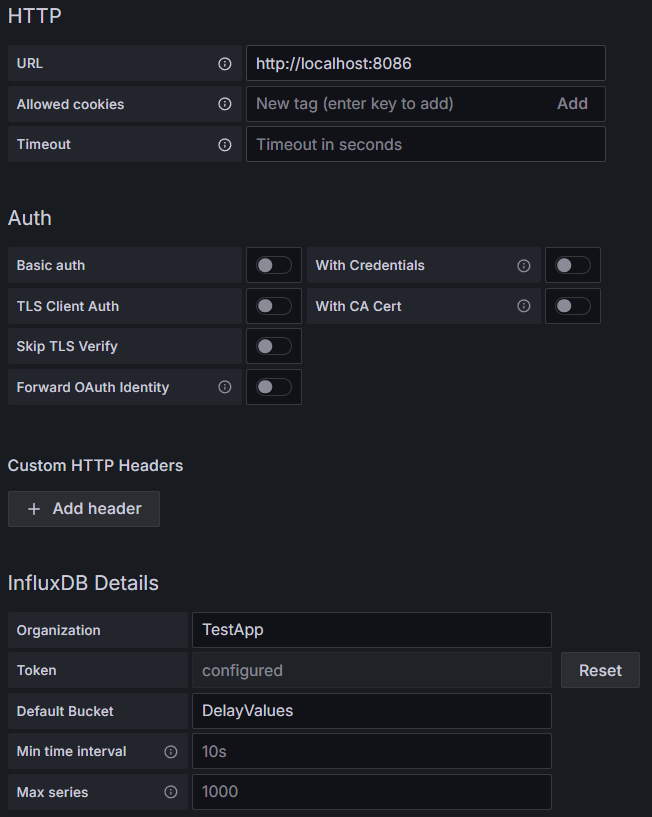 HTTP
URL http://localhost:8086
Allowed cookies New tag (enter key to add) Add
Timeout Timeout in seconds
Auth
Basic auth With Credentials
TLS Client Auth With CA Cert
Skip TLS Verify
Forward OAuth Identity
Custom HTTP Headers
+ Add header
InfluxDB Details
Organization TestApp
Token configured Reset
Default Bucket DelayValues
Min time interval 10s
Max series 1000